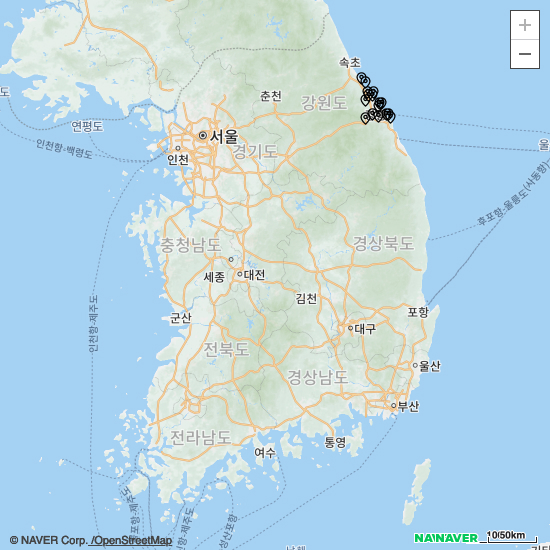 +
−
속초
춘천
강원도
연평도
서울
울
인천
경기도
인천항-백령도
후포항-울릉도(사동항)
충청남도
경상북도
세종
대전
김천
포항
인천항-제주도
군산
대구
전북도
울산
경상남도
부산
전라남도
통영
여수
© NAVER Corp. /OpenStreetMap
NAVER
10/50km